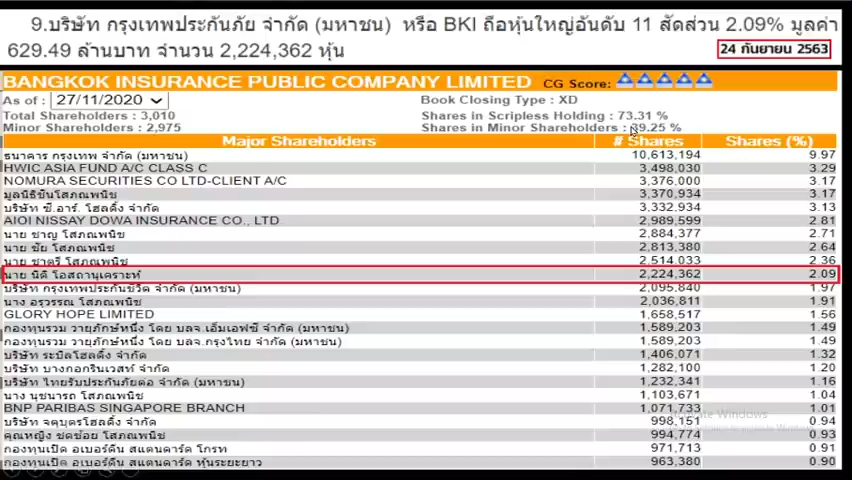 9.บริษัท กรุงเทพประกันภัย จำกัด (มหาชน) หรือ BKI ถือหุ้นใหญ่อันดับ 11 สัดส่วน 2.09% มูลค่า
629.49 ล้านบาท จำนวน 2,224,362 หุ้น
24 กันยายน 2563
BANGKOK INSURANCE PUBLIC COMPANY LIMITED CG Score:
As of : 27/11/2020 Book Closing Type : XD
Total Shareholders : 3,010 Shares in Scripless Holding : 73.31 %
Minor Shareholders : 2,975 Shares in Minor Shareholders : 39.25 %
Major Shareholders # Shares Shares (%)
ธนาคาร กรุงเทพ จำกัด (มหาชน) 10,613,194 9.97
HWIC ASIA FUND A/C CLASS C 3,498,030 3.29
NOMURA SECURITIES CO LTD-CLIENT A/C 3,376,000 3.17
มูลนิธิชินโสภณพนิช 3,370,934 3.17
บริษัท ซี.อาร์. โฮลดิ้ง จำกัด 3,332,934 3.13
AIOI NISSAY DOWA INSURANCE CO., LTD. 2,989,599 2.81
นาย ชาญ โสภณพนิช 2,884,377 2.71
นาย ชัย โสภณพนิช 2,813,380 2.64
นาย ชาตรี โสภณพนิช 2,514,033 2.36
นาย นิติ โอสถานุเคราะห์ 2,224,362 2.09
บริษัท กรุงเทพประกันชีวิต จำกัด (มหาชน) 2,095,840 1.97
นาง อรุวรรณ โสภณพนิช 2,036,811 1.91
GLORY HOPE LIMITED 1,658,517 1.56
กองทุนรวม วายุภักษ์หนึ่ง โดย บลจ.เอ็มเอฟซี จำกัด (มหาชน) 1,589,203 1.49
กองทุนรวม วายุภักษ์หนึ่ง โดย บลจ.กรุงไทย จำกัด (มหาชน) 1,589,203 1.49
บริษัท ระบิลโฮลดิ้ง จำกัด 1,406,071 1.32
บริษัท บางกอกรินเวสท์ จำกัด 1,282,100 1.20
บริษัท ไทยรับประกันภัยต่อ จำกัด (มหาชน) 1,232,341 1.16
นาง นุชนารถ โสภณพนิช 1,103,671 1.04
BNP PARIBAS SINGAPORE BRANCH 1,071,733 1.01
บริษัท จตุบุตรโฮลดิ้ง จำกัด 998,151 0.94
คุณหญิง ชดช้อย โสภณพนิช 994,774 0.93
กองทุนเปิด อเบอร์ดีน สแตนดาร์ด โกรท 971,713 0.91
กองทุนเปิด อเบอร์ดีน สแตนดาร์ด หุ้นระยะยาว 963,380 0.90